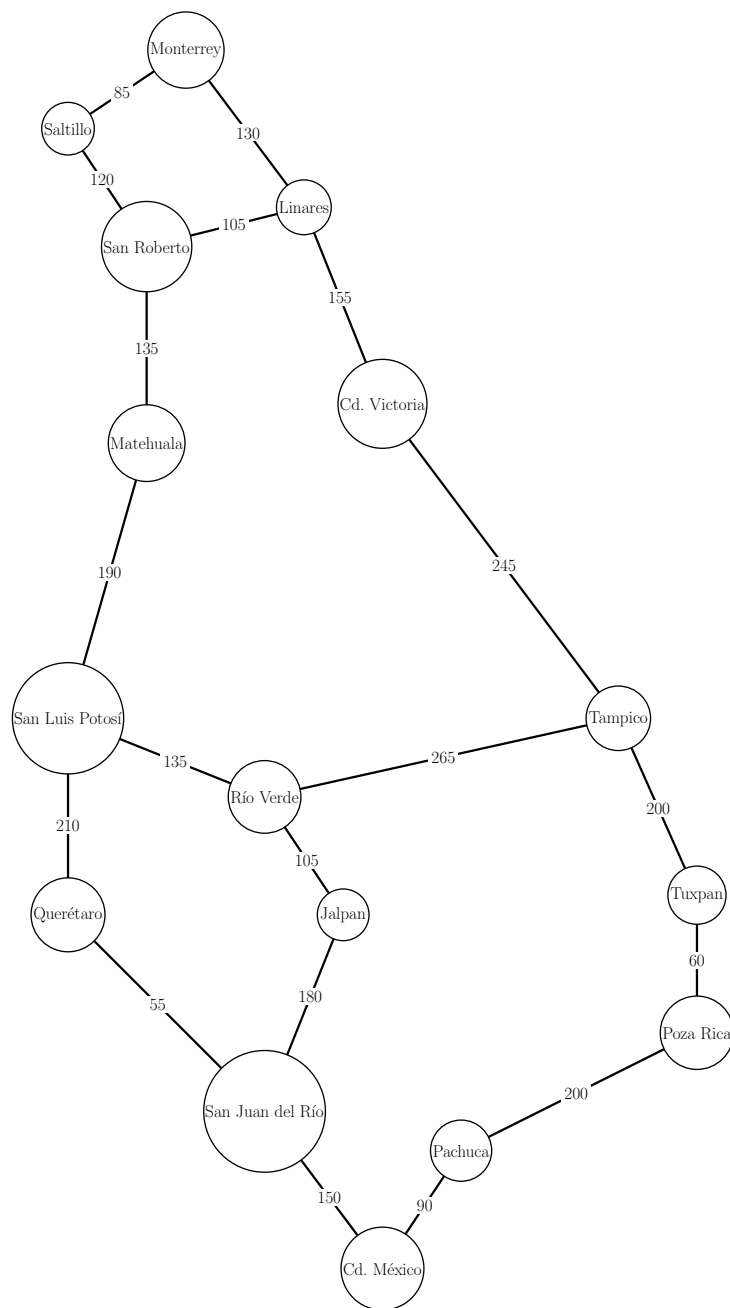 Monterrey
85
Saltillo
130
120
Linares
105
San Roberto
155
135
Cd. Victoria
Matehuala
245
190
San Luis Potosí
Tampico
135
265
Río Verde
200
210
105
Querétaro
Jalpan
Tuxpan
60
180
55
Poza Rica
200
San Juan del Río
Pachuca
150
90
Cd. México